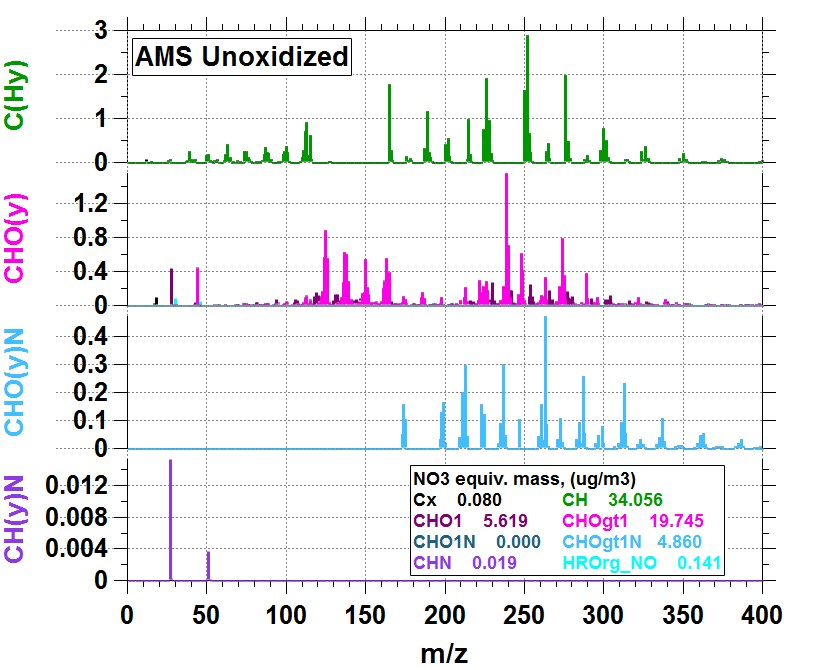 AMS Unoxidized
C(Hy)
3
2
1
0
CHO(y)
1.2
0.8
0.4
0
CHO(y)N
0.4
0.3
0.2
0.1
0
CH(y)N
0.012
0.008
0.004
0
NO3 equiv. mass, (ug/m3)
Cx 0.080 CH 34.056
CHO1 5.619 CHOgt1 19.745
CHO1N 0.000 CHOgt1N 4.860
CHN 0.019 HROrg_NO 0.141
0 50 100 150 200 250 300 350 400
m/z